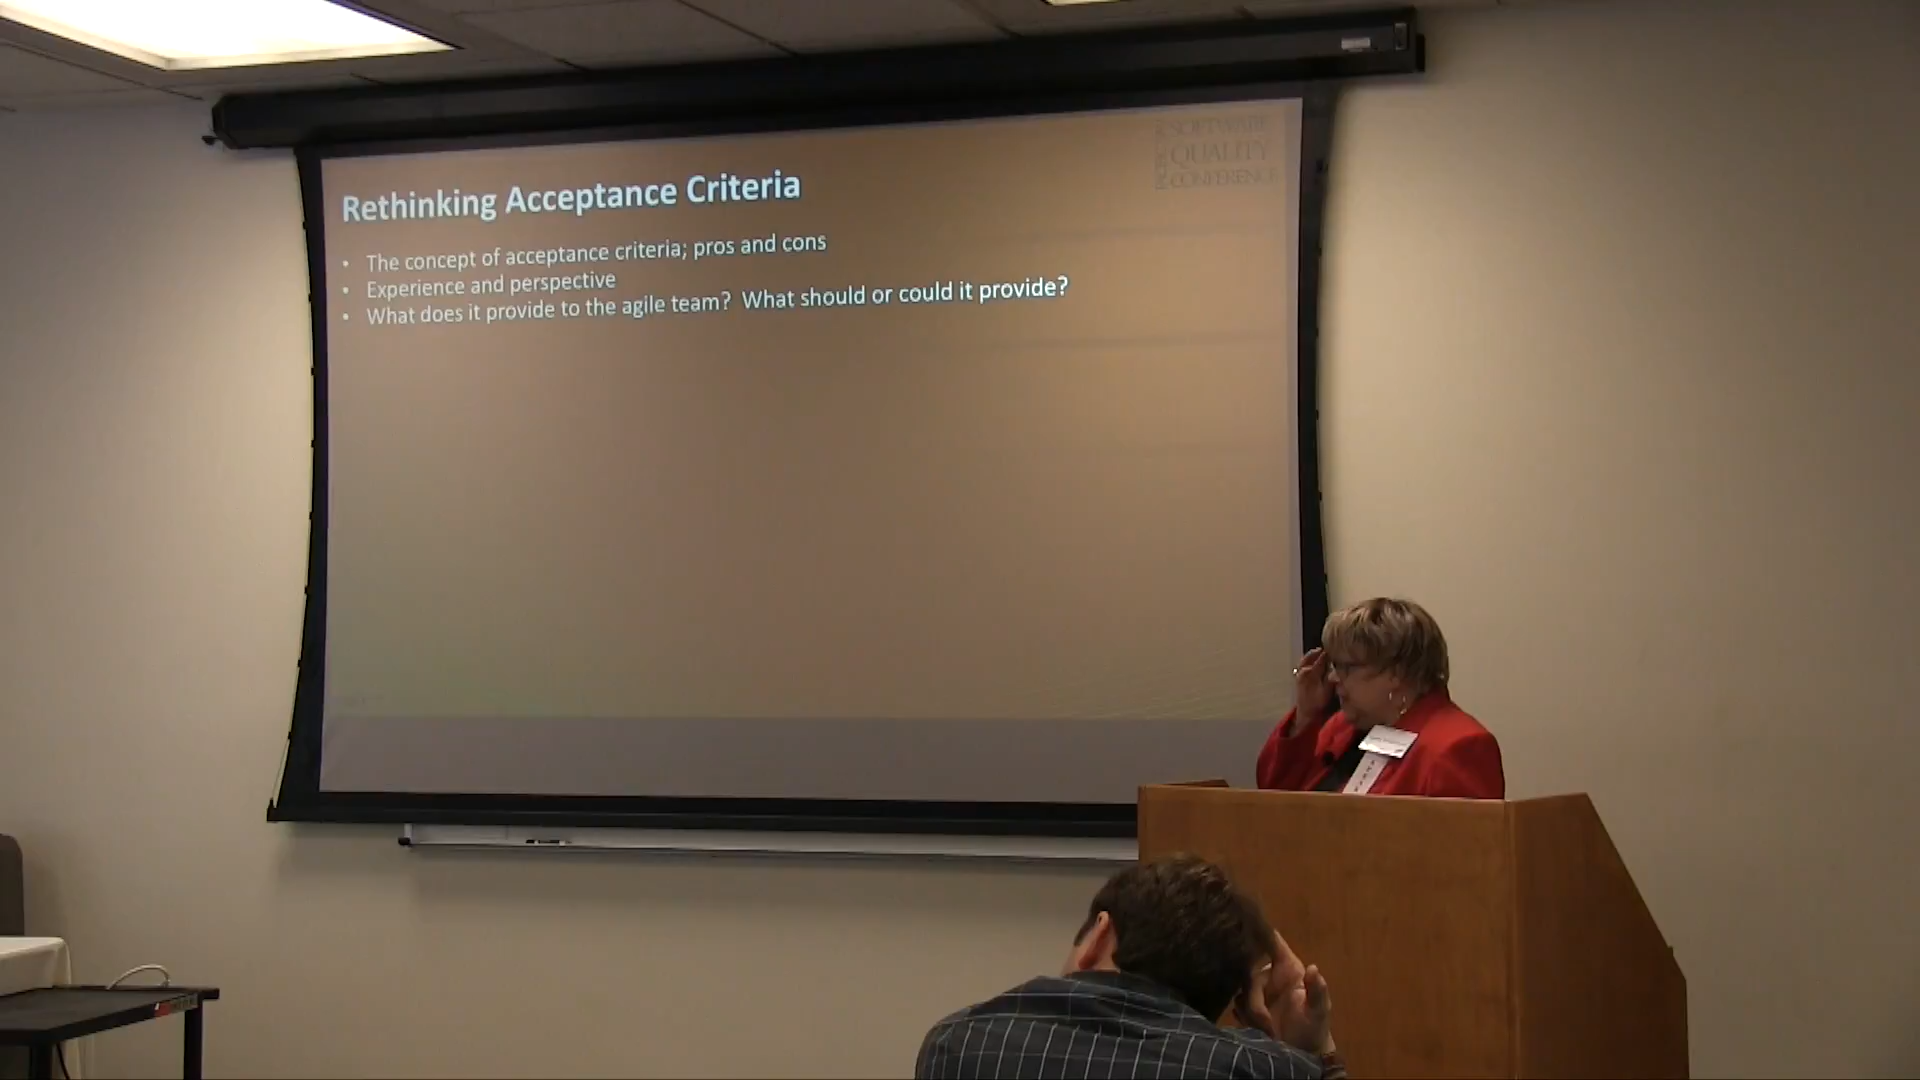 SOFTWARE
QUALITY
CONFERENCE
Rethinking Acceptance Criteria
• The concept of acceptance criteria; pros and cons
• Experience and perspective
• What does it provide to the agile team? What should or could it provide?